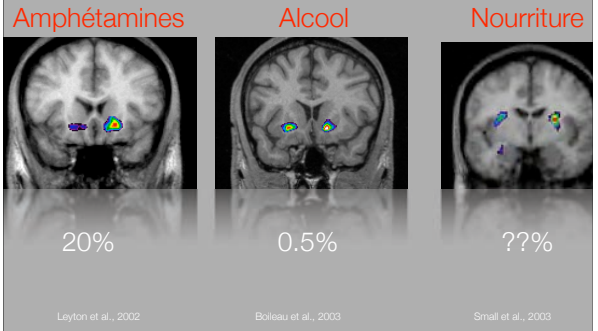 Amphétamines
Alcool
Nourriture
20%
0.5%
??%
Leyton et al., 2002
Boileau et al., 2003
Small et al., 2003